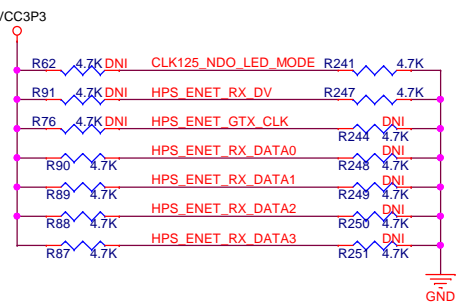 VCC3P3
R62 4.7K DNI CLK125_NDO_LED_MODE R241 4.7K
R91 4.7K DNI HPS_ENET_RX_DV R247 4.7K
R76 4.7K DNI HPS_ENET_GTX_CLK DNI
R244 4.7K
HPS_ENET_RX_DATA0 DNI
R90 4.7K R248 4.7K
HPS_ENET_RX_DATA1 DNI
R89 4.7K R249 4.7K
HPS_ENET_RX_DATA2 DNI
R88 4.7K R250 4.7K
HPS_ENET_RX_DATA3 DNI
R87 4.7K R251 4.7K
GND